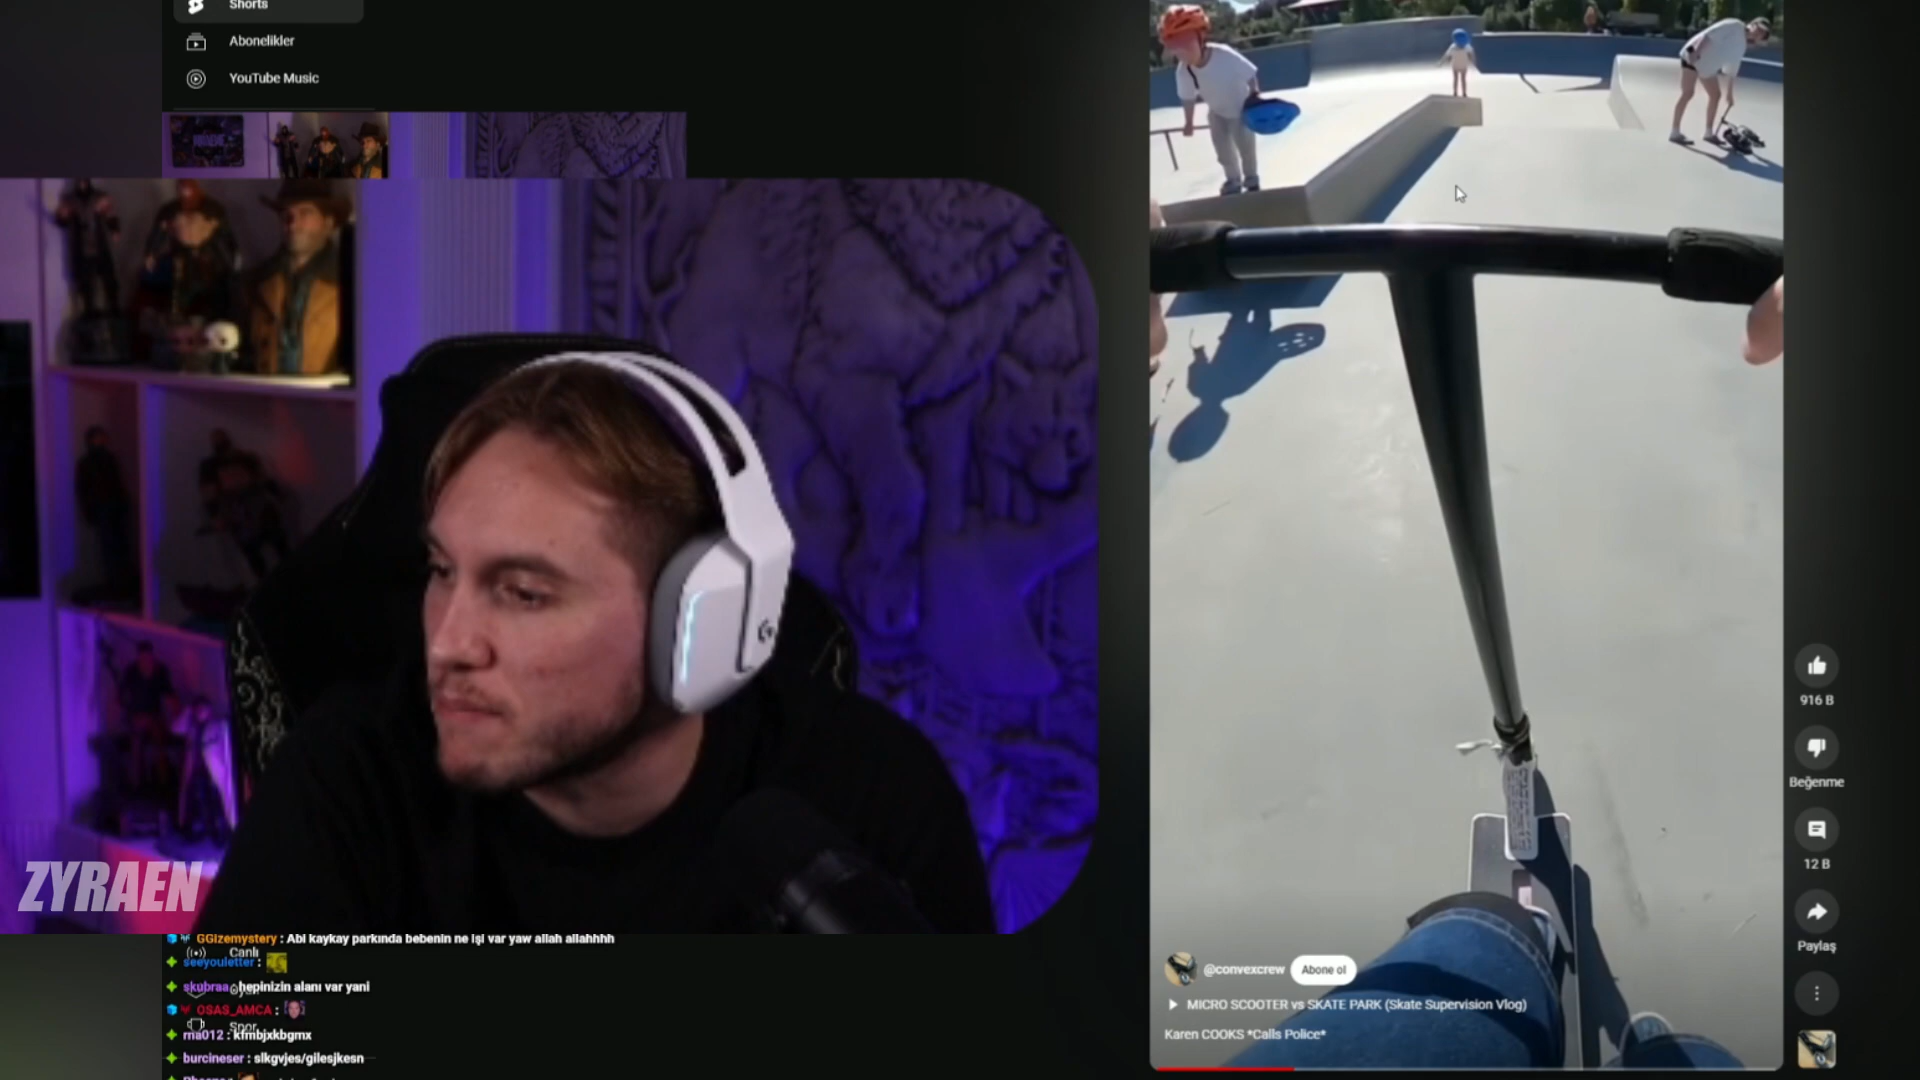 Shorts
Abonelikler
YouTube Music
ZYRAEN
GGizemystery : Abi kaykay parkında bebenin ne işi var yaw allah allahhhh
Canlı
seeyouletter :
skubraa : hepinizin alanı var yani
OSAS_AMCA :
Spor
ma012 : kfmbjxkbgmx
burcineser : slkgvjes/gilesjkesn
@convexcrew
Abone ol
MICRO SCOOTER vs SKATE PARK (Skate Supervision Vlog)
Karen COOKS *Calls Police*
916 B
Beğenme
12 B
Paylaş